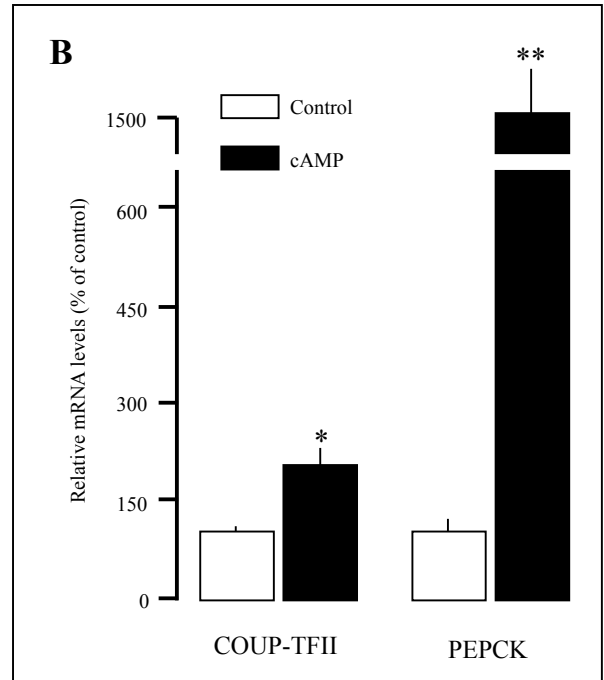 B
**
Control
cAMP
1500
600
450
300
150
0
Relative mRNA levels (% of control)
*
COUP-TFII
PEPCK